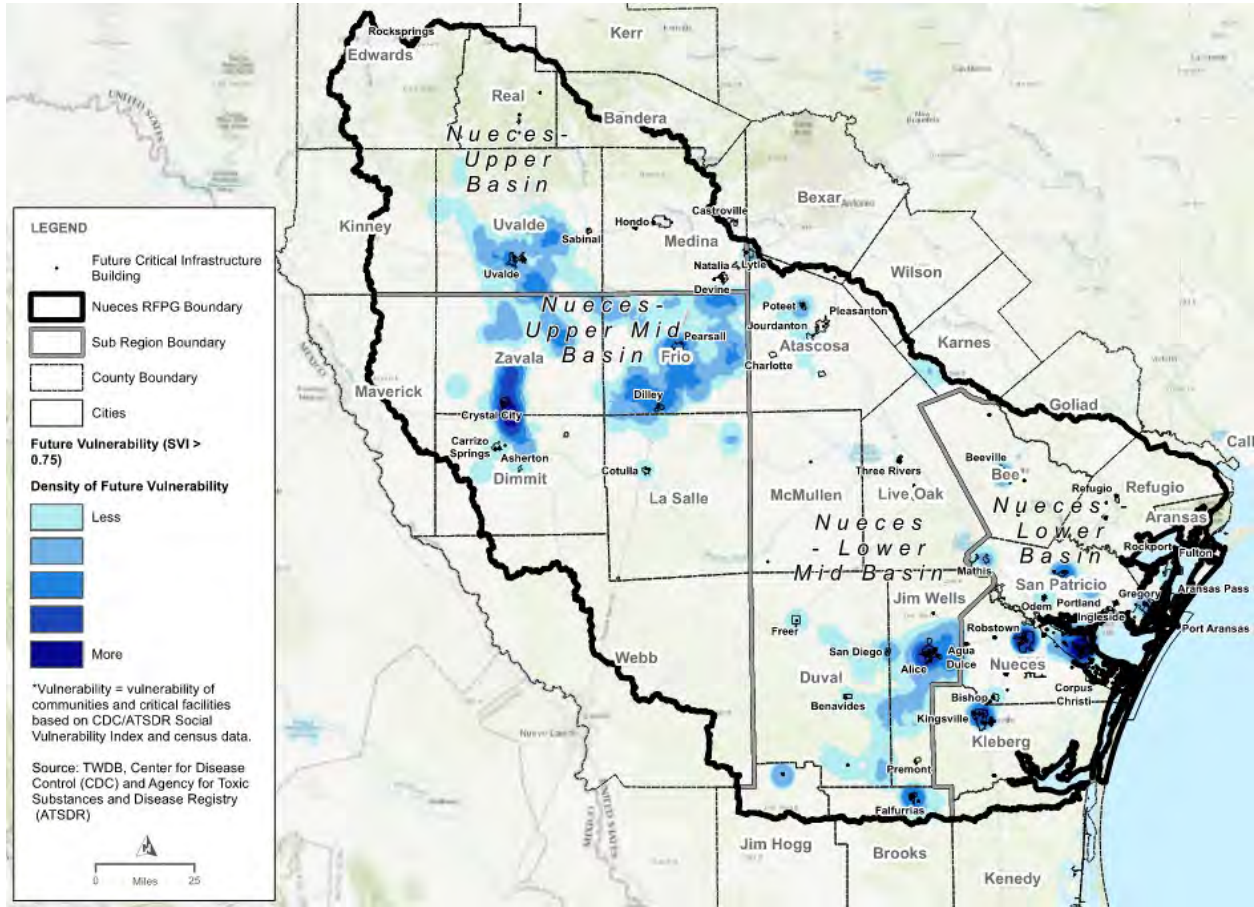 LEGEND
Future Critical Infrastructure
Building
Nueces RFPG Boundary
Sub Region Boundary
County Boundary
Cities
Future Vulnerability (SVI >
0.75)
Density of Future Vulnerability
Less
More
*Vulnerability = vulnerability of
communities and critical facilities
based on CDC/ATSDR Social
Vulnerability Index and census data.
Source: TWDB, Center for Disease
Control (CDC) and Agency for Toxic
Substances and Disease Registry
(ATSDR)
N
0 25
Miles
Rocksprings
Edwards
Kerr
Real
Bandera
UNITED STATES
Nueces-
Upper
Basin
Bexar
Kinney
Uvalde
Sabinal
Uvalde
Hondo
Castroville
Medina
Natalia
Lytle
Devine
Wilson
Nueces-
Upper Mid
Basin
Poteet
Pleasanton
Jourdanton
Atascosa
Karnes
Pearsall
Frio
Zavala
Charlotte
Maverick
MEXICO
Dilley
Crystal City
Goliad
Carrizo
Springs
Asherton
Dimmit
Cotulla
La Salle
McMullen
Three Rivers
Live Oak
Beeville
Bee
Refugio
Refugio
Aransas
Nueces -
Lower
Basin
Nueces
- Lower
Mid Basin
Rockport
Fulton
Mathis
San Patricio
Aransas Pass
Gregory
Portland
Odem
Ingleside
Port Aransas
Jim Wells
Freer
Robstown
Webb
San Diego
Agua
Dulce
Alice
Nueces
Duval
Corpus
Christi
Benavides
Bishop
Kingsville
Kleberg
Premont
Falfurrias
Jim Hogg
Brooks
Kenedy
MEXICO
UNITED STATES